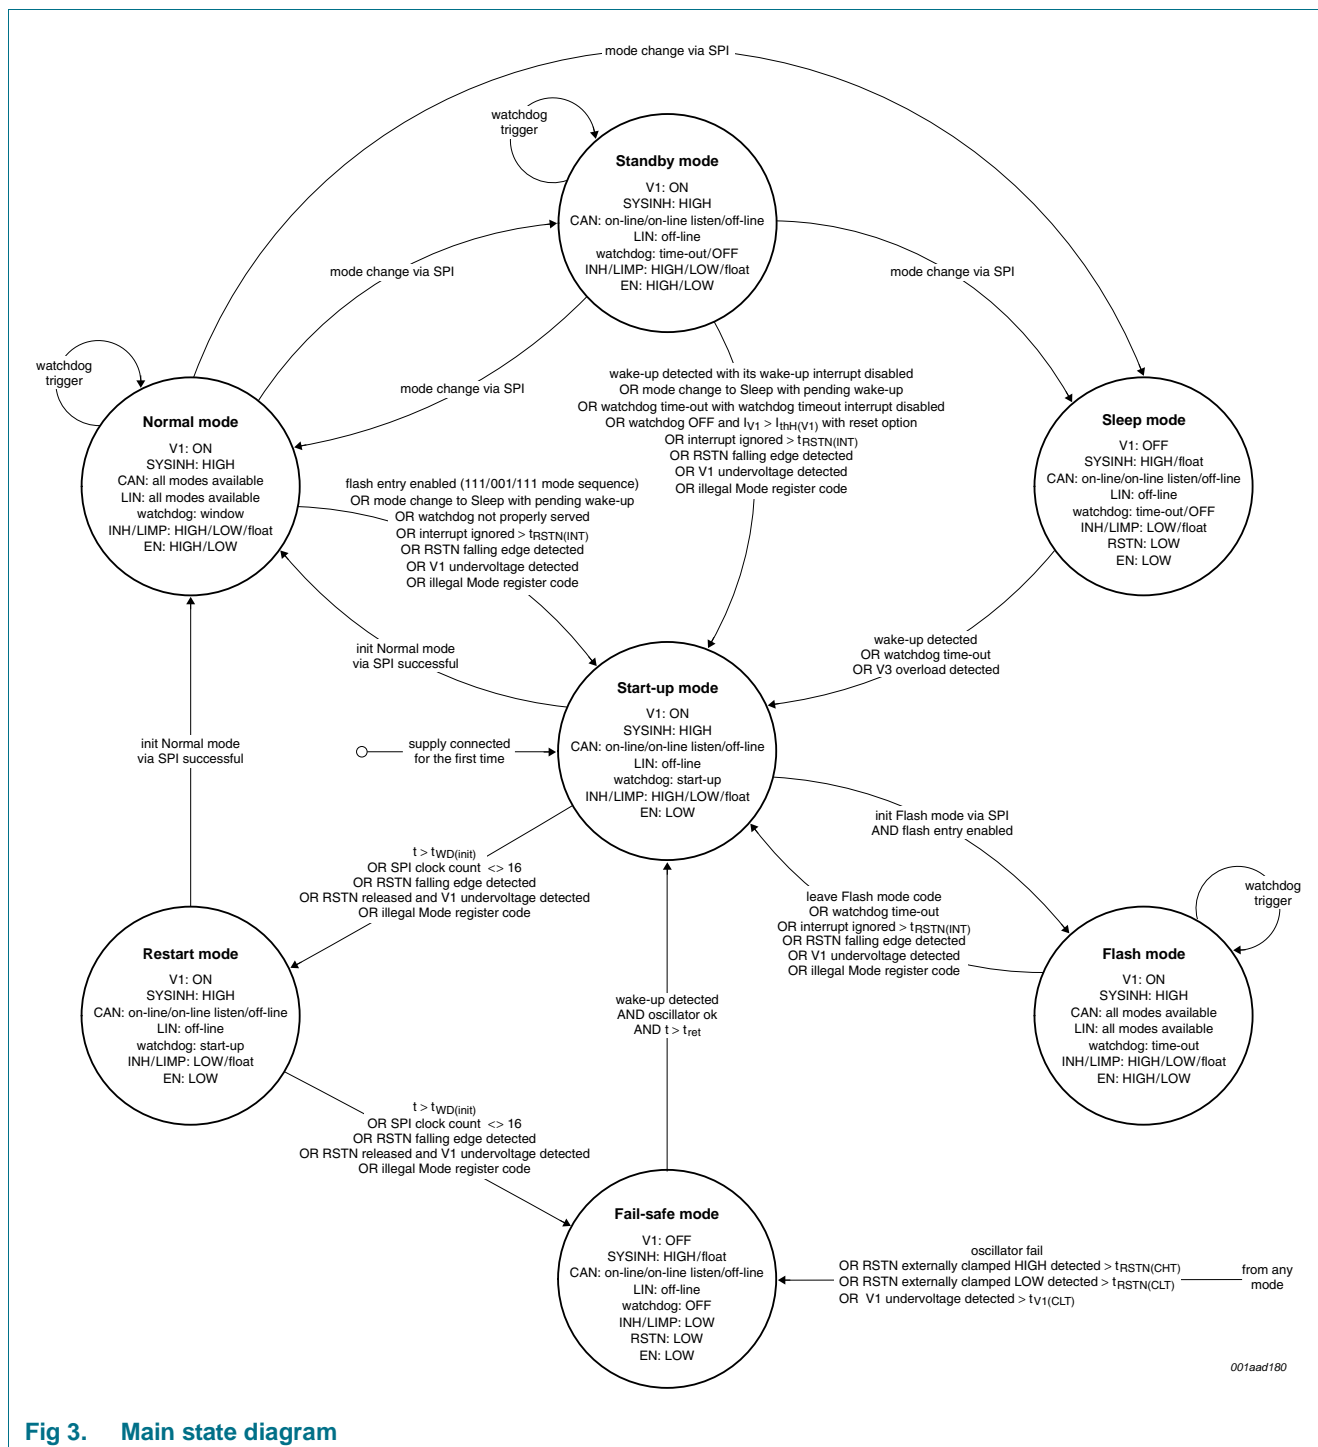 mode change via SPI
watchdog
trigger
Standby mode
V1: ON
SYSINH: HIGH
CAN: on-line/on-line listen/off-line
LIN: off-line
watchdog: time-out/OFF
INH/LIMP: HIGH/LOW/float
EN: HIGH/LOW
mode change via SPI
mode change via SPI
mode change via SPI
watchdog
trigger
Normal mode
V1: ON
SYSINH: HIGH
CAN: all modes available
LIN: all modes available
watchdog: window
INH/LIMP: HIGH/LOW/float
EN: HIGH/LOW
wake-up detected with its wake-up interrupt disabled
OR mode change to Sleep with pending wake-up
OR watchdog time-out with watchdog timeout interrupt disabled
OR watchdog OFF and IV1 > IthH(V1) with reset option
OR interrupt ignored > tRSTN(INT)
OR RSTN falling edge detected
OR V1 undervoltage detected
OR illegal Mode register code
Sleep mode
V1: OFF
SYSINH: HIGH/float
CAN: on-line/on-line listen/off-line
LIN: off-line
watchdog: time-out/OFF
INH/LIMP: LOW/float
RSTN: LOW
EN: LOW
flash entry enabled (111/001/111 mode sequence)
OR mode change to Sleep with pending wake-up
OR watchdog not properly served
OR interrupt ignored > tRSTN(INT)
OR RSTN falling edge detected
OR V1 undervoltage detected
OR illegal Mode register code
init Normal mode
via SPI successful
wake-up detected
OR watchdog time-out
OR V3 overload detected
Start-up mode
V1: ON
SYSINH: HIGH
CAN: on-line/on-line listen/off-line
LIN: off-line
watchdog: start-up
INH/LIMP: HIGH/LOW/float
EN: LOW
init Normal mode
via SPI successful
supply connected
for the first time
init Flash mode via SPI
AND flash entry enabled
t > tWD(init)
OR SPI clock count <> 16
OR RSTN falling edge detected
OR RSTN released and V1 undervoltage detected
OR illegal Mode register code
leave Flash mode code
OR watchdog time-out
OR interrupt ignored > tRSTN(INT)
OR RSTN falling edge detected
OR V1 undervoltage detected
OR illegal Mode register code
watchdog
trigger
Restart mode
V1: ON
SYSINH: HIGH
CAN: on-line/on-line listen/off-line
LIN: off-line
watchdog: start-up
INH/LIMP: LOW/float
EN: LOW
Flash mode
V1: ON
SYSINH: HIGH
CAN: all modes available
LIN: all modes available
watchdog: time-out
INH/LIMP: HIGH/LOW/float
EN: HIGH/LOW
wake-up detected
AND oscillator ok
AND t > tret
t > tWD(init)
OR SPI clock count <> 16
OR RSTN falling edge detected
OR RSTN released and V1 undervoltage detected
OR illegal Mode register code
Fail-safe mode
V1: OFF
SYSINH: HIGH/float
CAN: on-line/on-line listen/off-line
LIN: off-line
watchdog: OFF
INH/LIMP: LOW
RSTN: LOW
EN: LOW
oscillator fail
OR RSTN externally clamped HIGH detected > tRSTN(CHT)
OR RSTN externally clamped LOW detected > tRSTN(CLT)
OR V1 undervoltage detected > tV1(CLT)
from any
mode
001aad180
Fig 3. Main state diagram